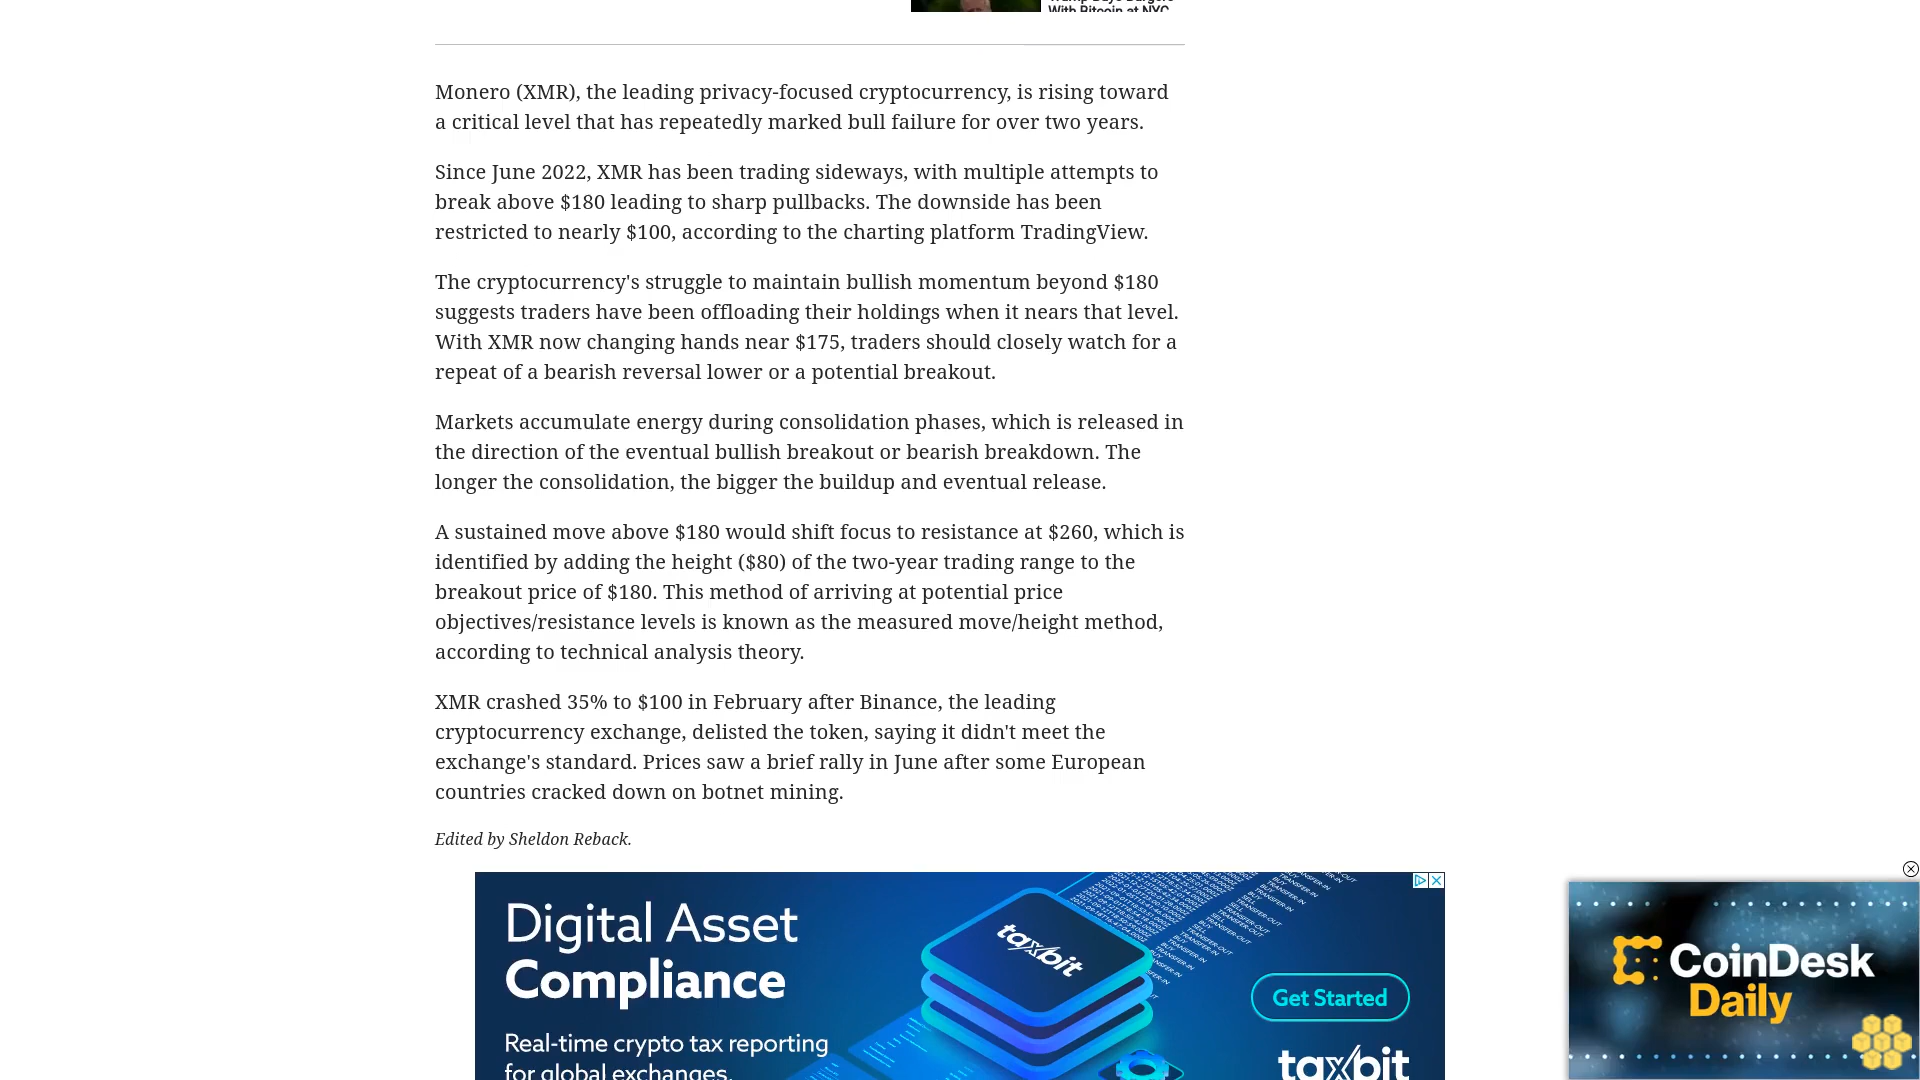 With Bitcoin at NYC
Monero (XMR), the leading privacy-focused cryptocurrency, is rising toward
a critical level that has repeatedly marked bull failure for over two years.
Since June 2022, XMR has been trading sideways, with multiple attempts to
break above $180 leading to sharp pullbacks. The downside has been
restricted to nearly $100, according to the charting platform TradingView.
The cryptocurrency's struggle to maintain bullish momentum beyond $180
suggests traders have been offloading their holdings when it nears that level.
With XMR now changing hands near $175, traders should closely watch for a
repeat of a bearish reversal lower or a potential breakout.
Markets accumulate energy during consolidation phases, which is released in
the direction of the eventual bullish breakout or bearish breakdown. The
longer the consolidation, the bigger the buildup and eventual release.
A sustained move above $180 would shift focus to resistance at $260, which is
identified by adding the height ($80) of the two-year trading range to the
breakout price of $180. This method of arriving at potential price
objectives/resistance levels is known as the measured move/height method,
according to technical analysis theory.
XMR crashed 35% to $100 in February after Binance, the leading
cryptocurrency exchange, delisted the token, saying it didn't meet the
exchange's standard. Prices saw a brief rally in June after some European
countries cracked down on botnet mining.
Edited by Sheldon Reback.
Digital Asset
Compliance
Real-time crypto tax reporting
for global exchanges.
taxbit
Get Started
taxbit
CoinDesk
Daily